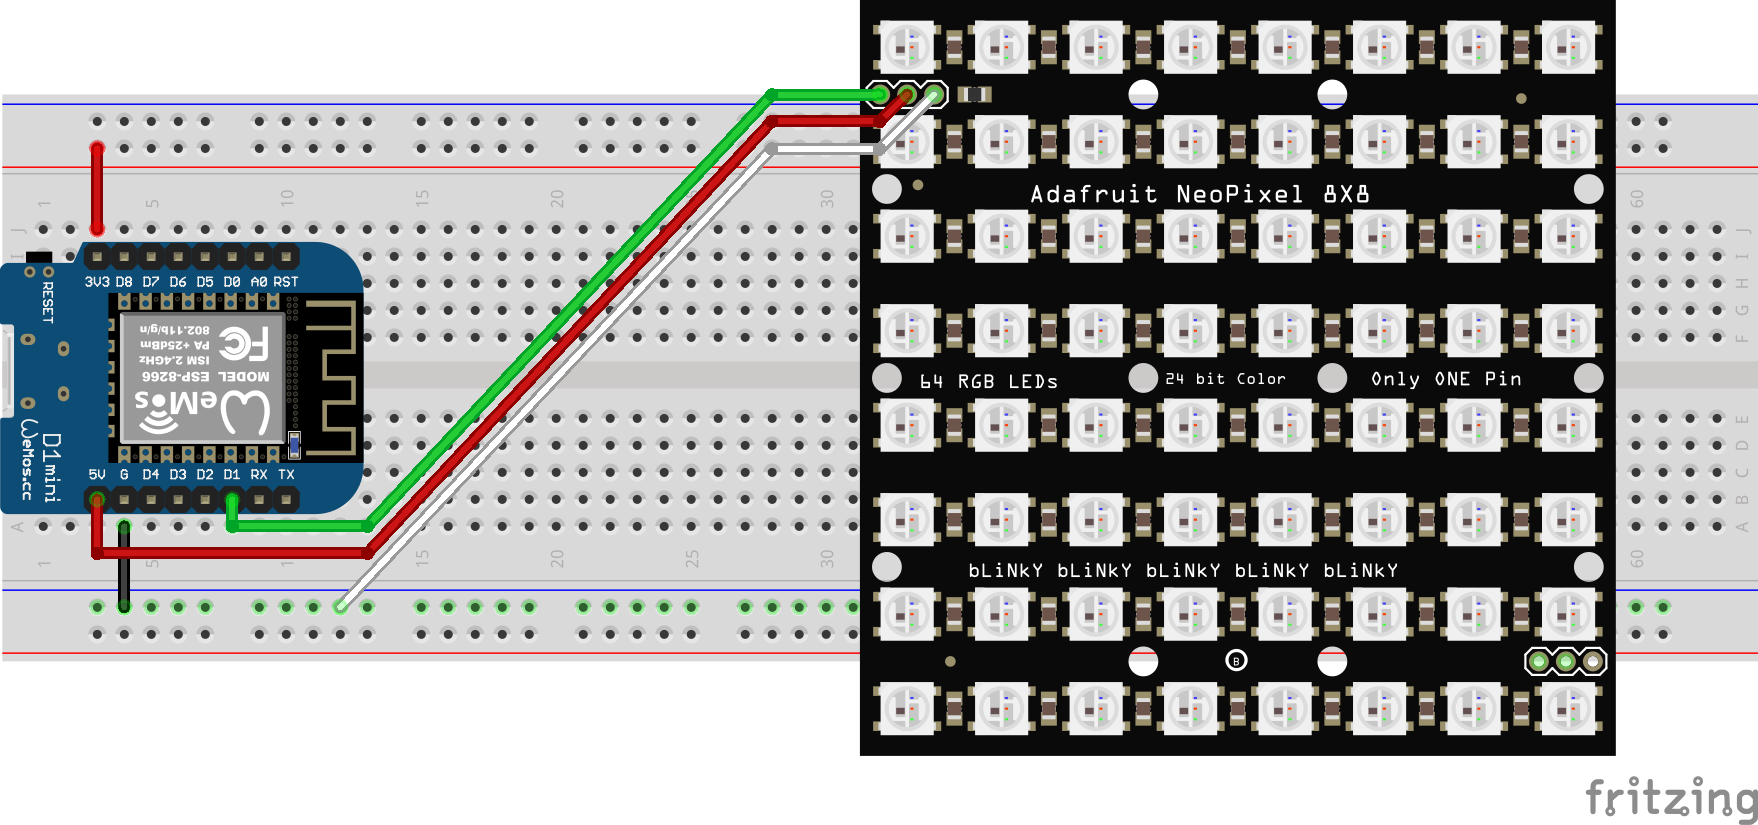 1 5 10 15 20 25 30 60
J J
I I
H
G
F
Adafruit NeoPixel 8X8
RESET
3V3 D8 D7 D6 D5 D0 A0 RST
802.11b/g/n
PA +25dBm
ISM 2.4GHz
MODEL ESP-8266
FC
WeMos
64 RGB LEDs 24 bit Color Only ONE Pin
D1 mini
WeMos.cc
5V G D4 D3 D2 D1 RX TX
E
D
C
B
A A
1 5 1 15 20 25 30 60
bLiNkY bLiNkY bLiNkY bLiNkY bLiNkY
B
fritzing